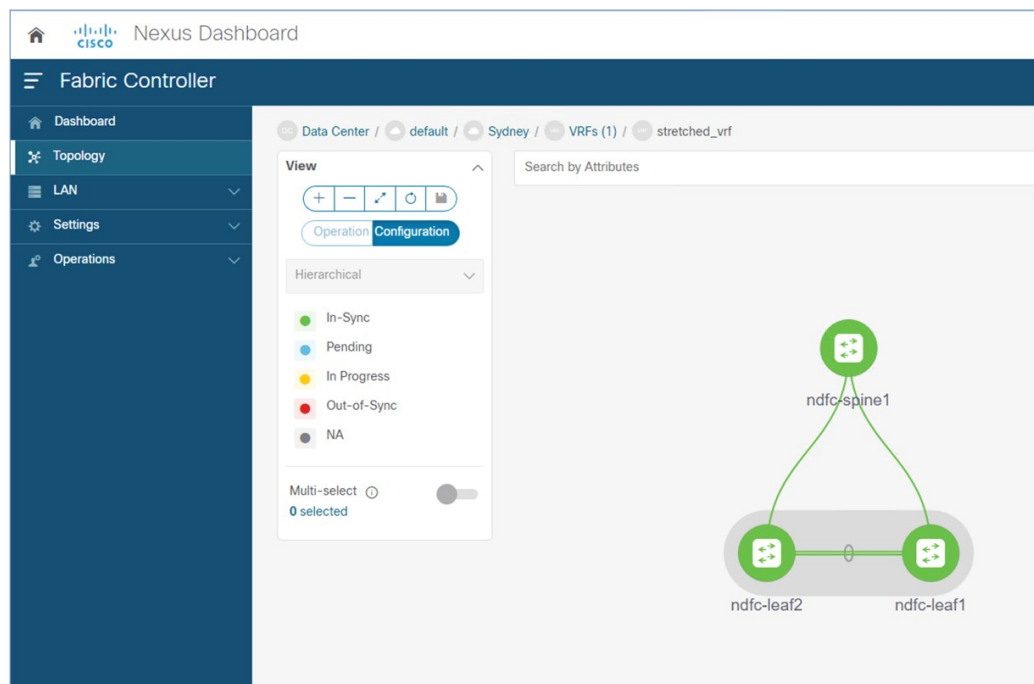 CISCO Nexus Dashboard
Fabric Controller
Dashboard
Topology
LAN
Settings
Operations
Data Center / default / Sydney / VRFs (1) / stretched_vrf
View
Search by Attributes
Operation Configuration
Hierarchical
In-Sync
Pending
In Progress
Out-of-Sync
NA
Multi-select
0 selected
ndfc-spine1
ndfc-leaf2
ndfc-leaf1